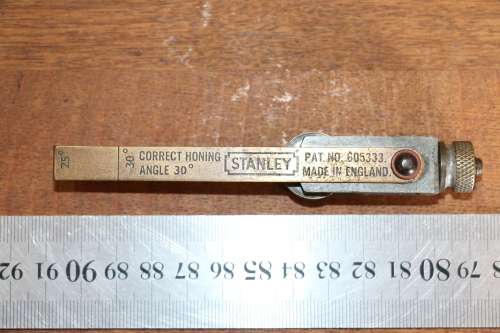 25°
30°
CORRECT HONING
ANGLE 30°
STANLEY
PAT. NO. 605333.
MADE IN ENGLAND.
92 91 90 89 88 87 86 85 84 83 82 81 80 79 78